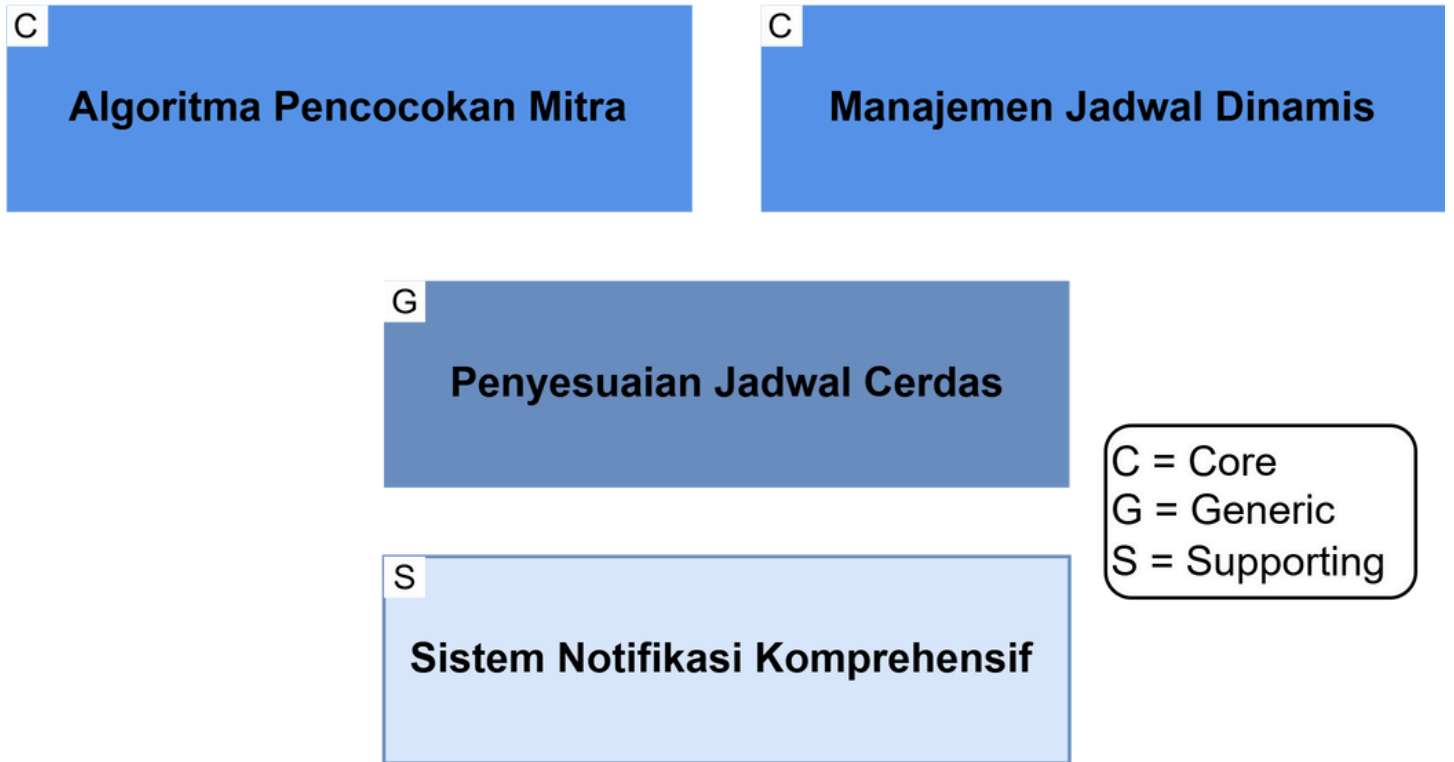 C
Algoritma Pencocokan Mitra
C
Manajemen Jadwal Dinamis
G
Penyesuaian Jadwal Cerdas
C = Core
G = Generic
S = Supporting
S
Sistem Notifikasi Komprehensif